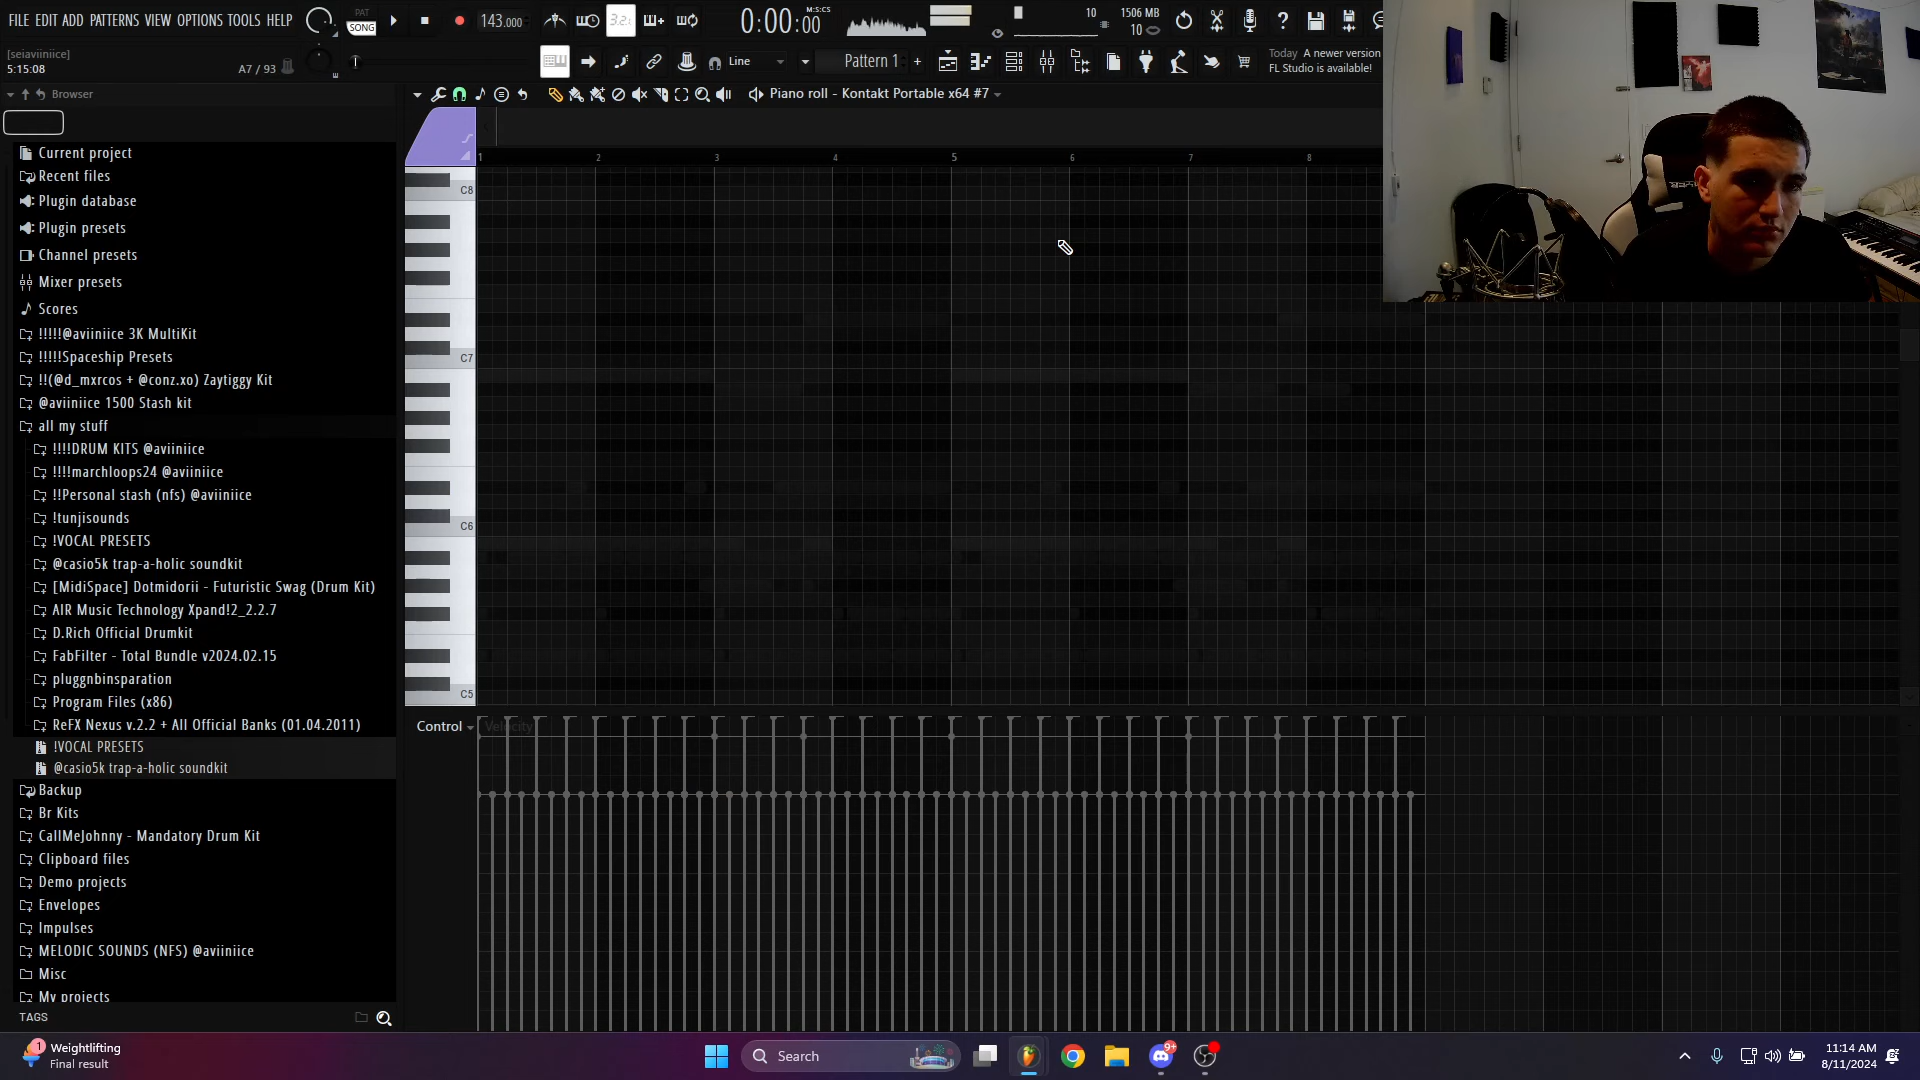 FILE EDIT ADD PATTERNS VIEW OPTIONS TOOLS HELP
PAT
SONG
143.000
3.2.
0:00:00
M:S:CS
10
1506 MB
10
[seiaviiniice]
5:15:08
A7 / 93
Line
Pattern 1
Today A newer version
FL Studio is available!
Browser
Piano roll - Kontakt Portable x64 #7
1 2 3 4 5 6 7 8
Current project
Recent files
Plugin database
Plugin presets
Channel presets
Mixer presets
Scores
!!!!!@aviiniice 3K MultiKit
!!!!!Spaceship Presets
!!(@d_mxrcos + @conz.xo) Zaytiggy Kit
@aviiniice 1500 Stash kit
all my stuff
!!!!DRUM KITS @aviiniice
!!!!marchloops24 @aviiniice
!!Personal stash (nfs) @aviiniice
!tunjisounds
!VOCAL PRESETS
@casio5k trap-a-holic soundkit
[MidiSpace] Dotmidorii - Futuristic Swag (Drum Kit)
AIR Music Technology Xpand!2_2.2.7
D.Rich Official Drumkit
FabFilter - Total Bundle v2024.02.15
pluggnbinsparation
Program Files (x86)
ReFX Nexus v.2.2 + All Official Banks (01.04.2011)
!VOCAL PRESETS
@casio5k trap-a-holic soundkit
Backup
Br Kits
CallMeJohnny - Mandatory Drum Kit
Clipboard files
Demo projects
Envelopes
Impulses
MELODIC SOUNDS (NFS) @aviiniice
Misc
My projects
TAGS
C8
C7
C6
C5
Control
Velocity
1
Weightlifting
Final result
Search
9+
11:14 AM
8/11/2024